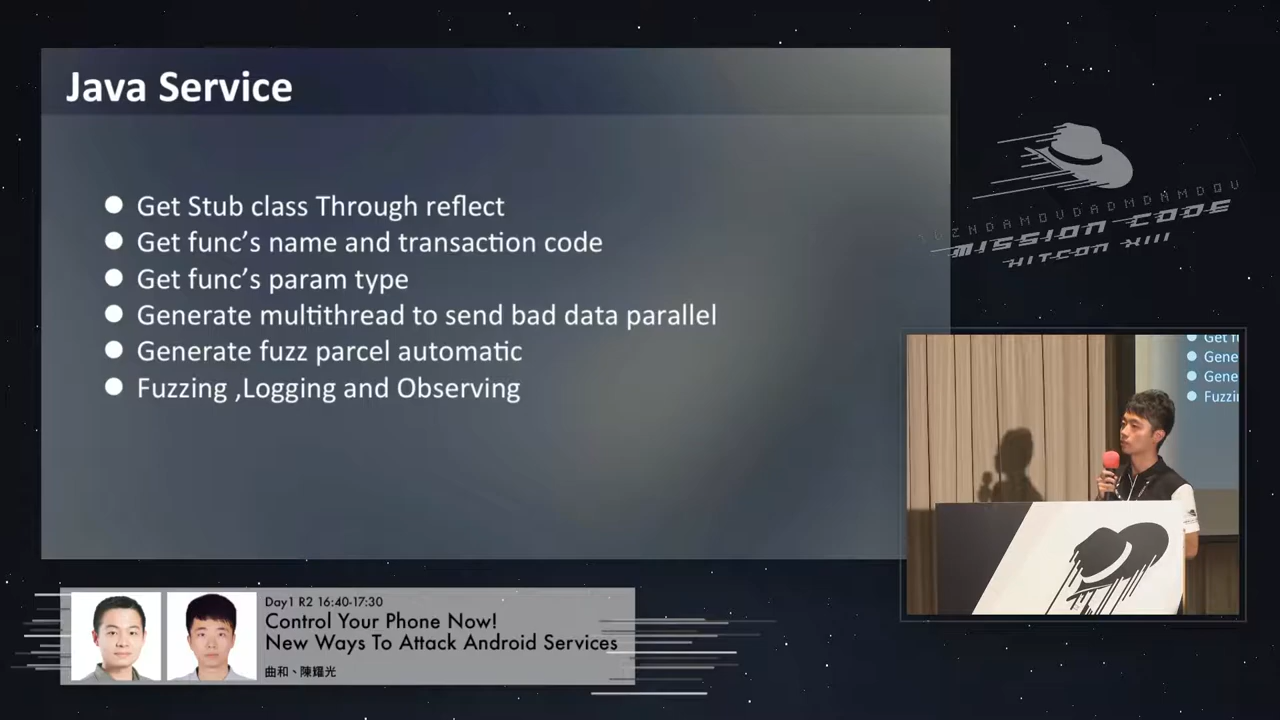 Java Service
Get Stub class Through reflect
Get func’s name and transaction code
Get func’s param type
Generate multithread to send bad data parallel
Generate fuzz parcel automatic
Fuzzing ,Logging and Observing
MISSION CODE
HITCON XIII
Gene
Gene
Fuzzi
Day1 R2 16:40-17:30
Control Your Phone Now!
New Ways To Attack Android Services
曲和、陳耀光